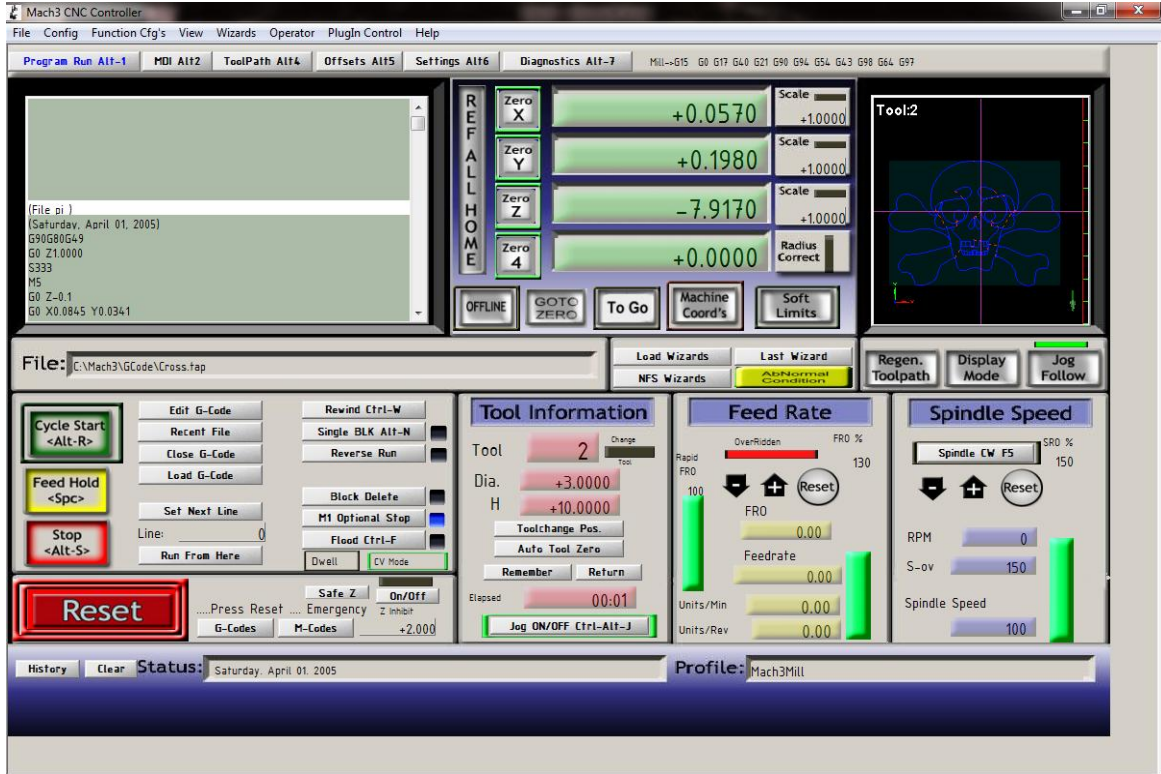 Mach3 CNC Controller
File Config Function Cfg's View Wizards Operator PlugIn Control Help
Program Run Alt-1 MDI Alt2 ToolPath Alt4 Offsets Alt5 Settings Alt6 Diagnostics Alt-7 Mill->G15 G0 G17 G40 G21 G90 G94 G54 G43 G98 G64 G97
(File pi )
(Saturday, April 01, 2005)
G90G80G49
G0 Z1.0000
S333
M5
G0 Z-0.1
G0 X0.0845 Y0.0341
REF ALL HOME
Zero X +0.0570 Scale +1.0000
Zero Y +0.1980 Scale +1.0000
Zero Z -7.9170 Scale +1.0000
Zero 4 +0.0000 Radius Correct
OFFLINE GOTO ZERO To Go Machine Coord's Soft Limits
Tool:2
File: C:\Mach3\GCode\Cross.tap
Load Wizards Last Wizard
NFS Wizards AbNormal Condition
Regen. Toolpath Display Mode Jog Follow
Cycle Start <Alt-R>
Feed Hold <Spc>
Stop <Alt-S>
Edit G-Code
Recent File
Close G-Code
Load G-Code
Set Next Line
Line: 0
Run From Here
Rewind Ctrl-W
Single BLK Alt-N
Reverse Run
Block Delete
M1 Optional Stop
Flood Ctrl-F
Dwell CV Mode
Reset
....Press Reset .... Emergency
G-Codes M-Codes
Safe Z On/Off
Z Inhibit
+2.000
Tool Information
Tool 2 Change Tool
Dia. +3.0000
H +10.0000
Toolchange Pos.
Auto Tool Zero
Remember Return
Elapsed 00:01
Jog ON/OFF Ctrl-Alt-J
Feed Rate
OverRidden FRO %
130
Rapid FRO
100
Reset
FRO
0.00
Feedrate
0.00
Units/Min 0.00
Units/Rev 0.00
Spindle Speed
Spindle CW F5 SRO %
150
Reset
RPM 0
S-ov 150
Spindle Speed
100
History Clear Status: Saturday, April 01, 2005 Profile: Mach3Mill